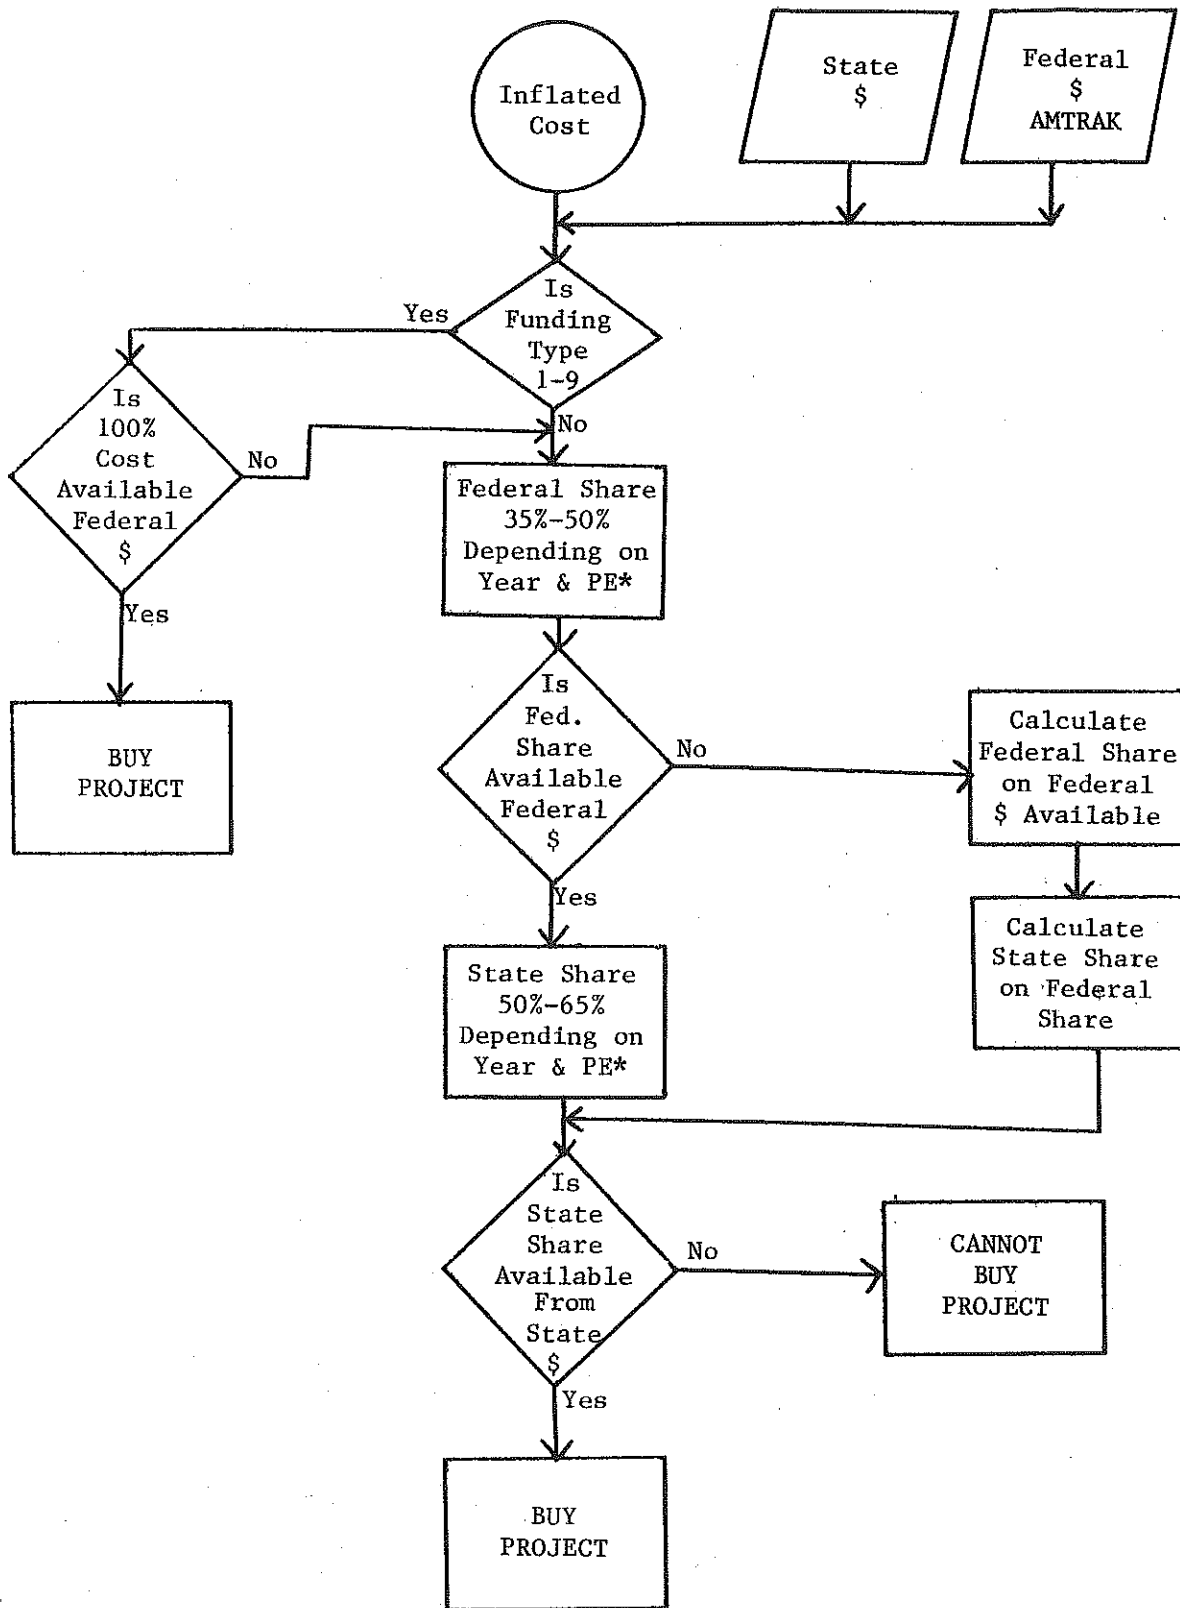 Inflated
Cost
State
$
Federal
$
AMTRAK
Is
Funding
Type
1-9
Yes
No
Is
100%
Cost
Available
Federal
$
No
Yes
BUY
PROJECT
Federal Share
35%-50%
Depending on
Year & PE*
Is
Fed.
Share
Available
Federal
$
No
Yes
Calculate
Federal Share
on Federal
$ Available
Calculate
State Share
on Federal
Share
State Share
50%-65%
Depending on
Year & PE*
Is
State
Share
Available
From
State
$
No
Yes
CANNOT
BUY
PROJECT
BUY
PROJECT